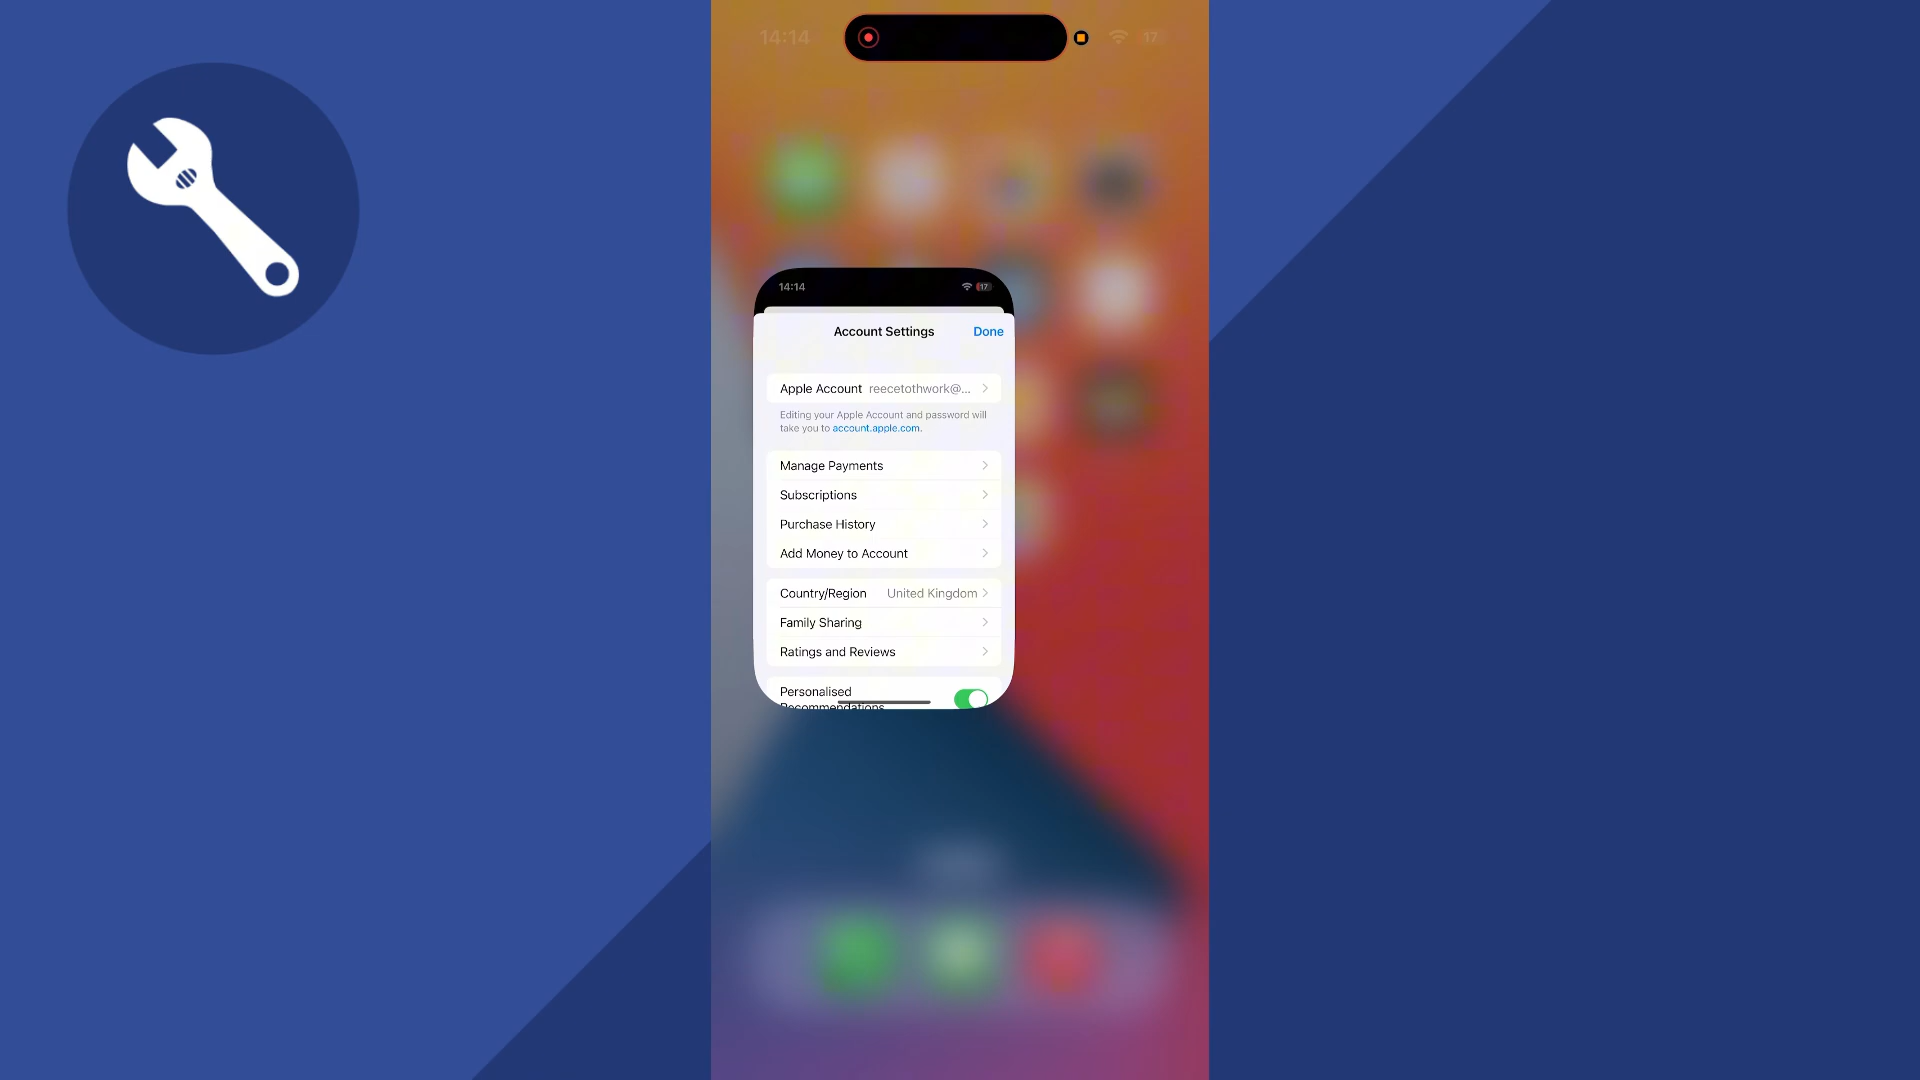 14:14
17
14:14
17
Account Settings
Done
Apple Account reecetothwork@...
Editing your Apple Account and password will
take you to account.apple.com.
Manage Payments
Subscriptions
Purchase History
Add Money to Account
Country/Region United Kingdom
Family Sharing
Ratings and Reviews
Personalised
Recommendations